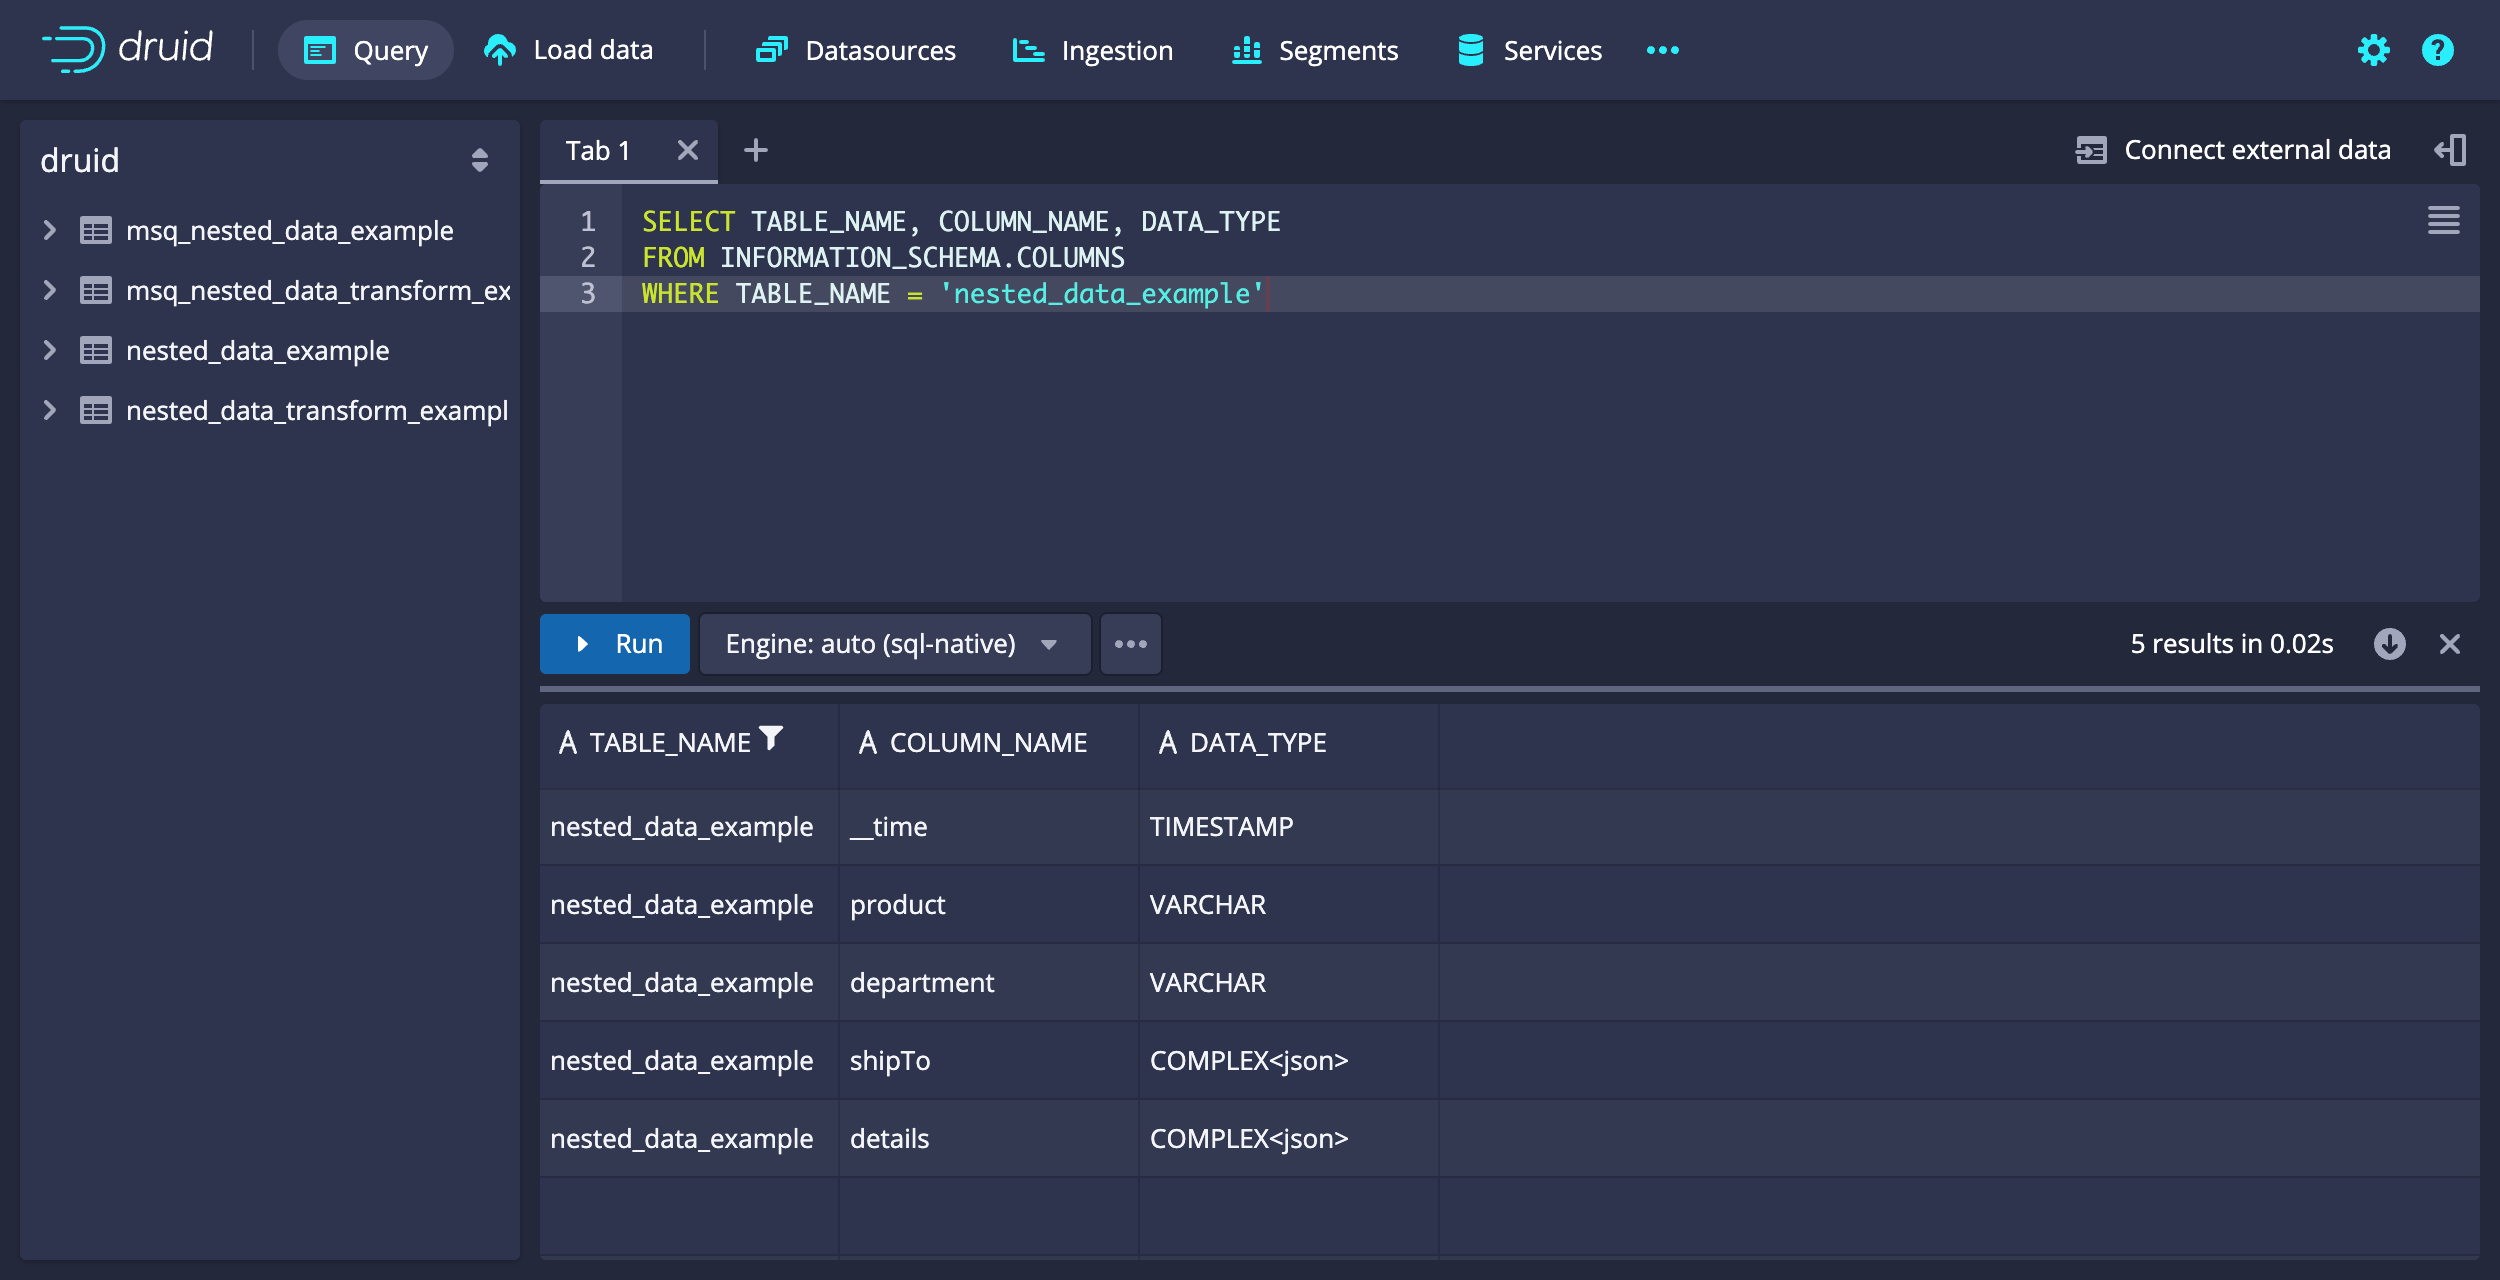 druid Query Load data Datasources Ingestion Segments Services
druid
msq_nested_data_example
msq_nested_data_transform_ex
nested_data_example
nested_data_transform_exampl
Tab 1
Connect external data
1 SELECT TABLE_NAME, COLUMN_NAME, DATA_TYPE
2 FROM INFORMATION_SCHEMA.COLUMNS
3 WHERE TABLE_NAME = 'nested_data_example'
Run Engine: auto (sql-native) 5 results in 0.02s
TABLE_NAME COLUMN_NAME DATA_TYPE
nested_data_example __time TIMESTAMP
nested_data_example product VARCHAR
nested_data_example department VARCHAR
nested_data_example shipTo COMPLEX<json>
nested_data_example details COMPLEX<json>